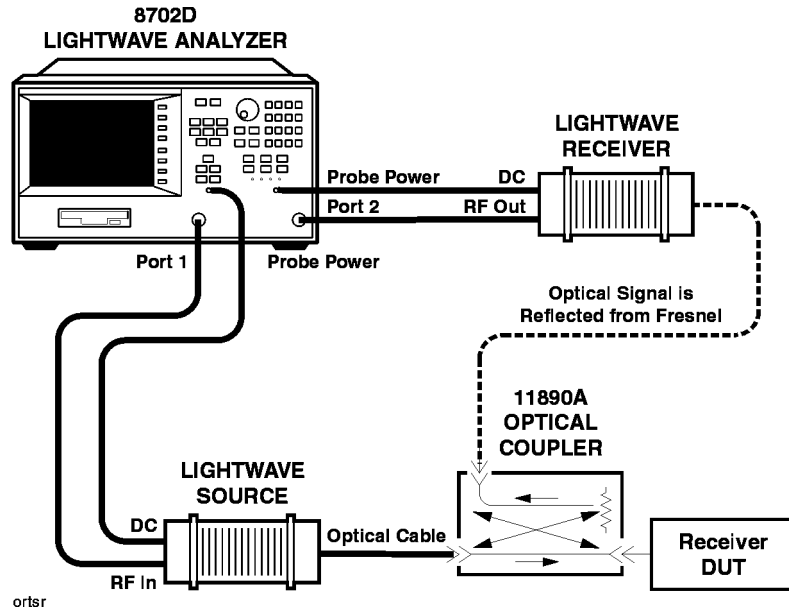 8702D
LIGHTWAVE ANALYZER
LIGHTWAVE
RECEIVER
Probe Power
DC
Port 2
RF Out
Port 1
Probe Power
Optical Signal is
Reflected from Fresnel
11890A
OPTICAL
COUPLER
LIGHTWAVE
SOURCE
DC
Optical Cable
RF In
Receiver
DUT
ortsr